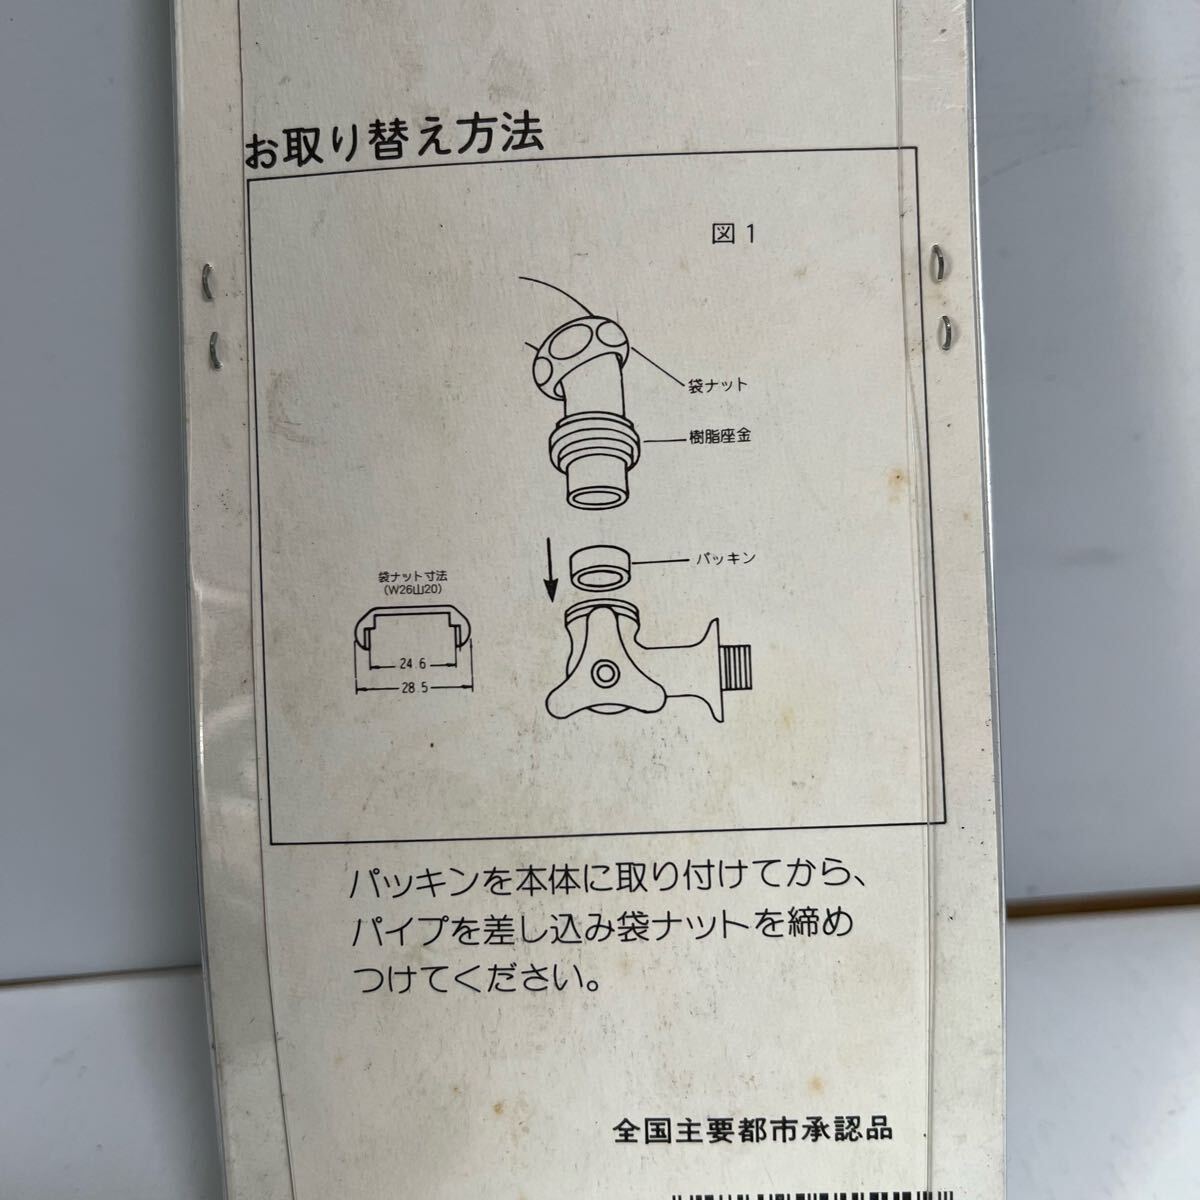 お取り替え方法
図1
袋ナット
樹脂座金
パッキン
袋ナット寸法
(W26山20)
24.6
28.5
パッキンを本体に取り付けてから、
パイプを差し込み袋ナットを締め
つけてください。
全国主要都市承認品